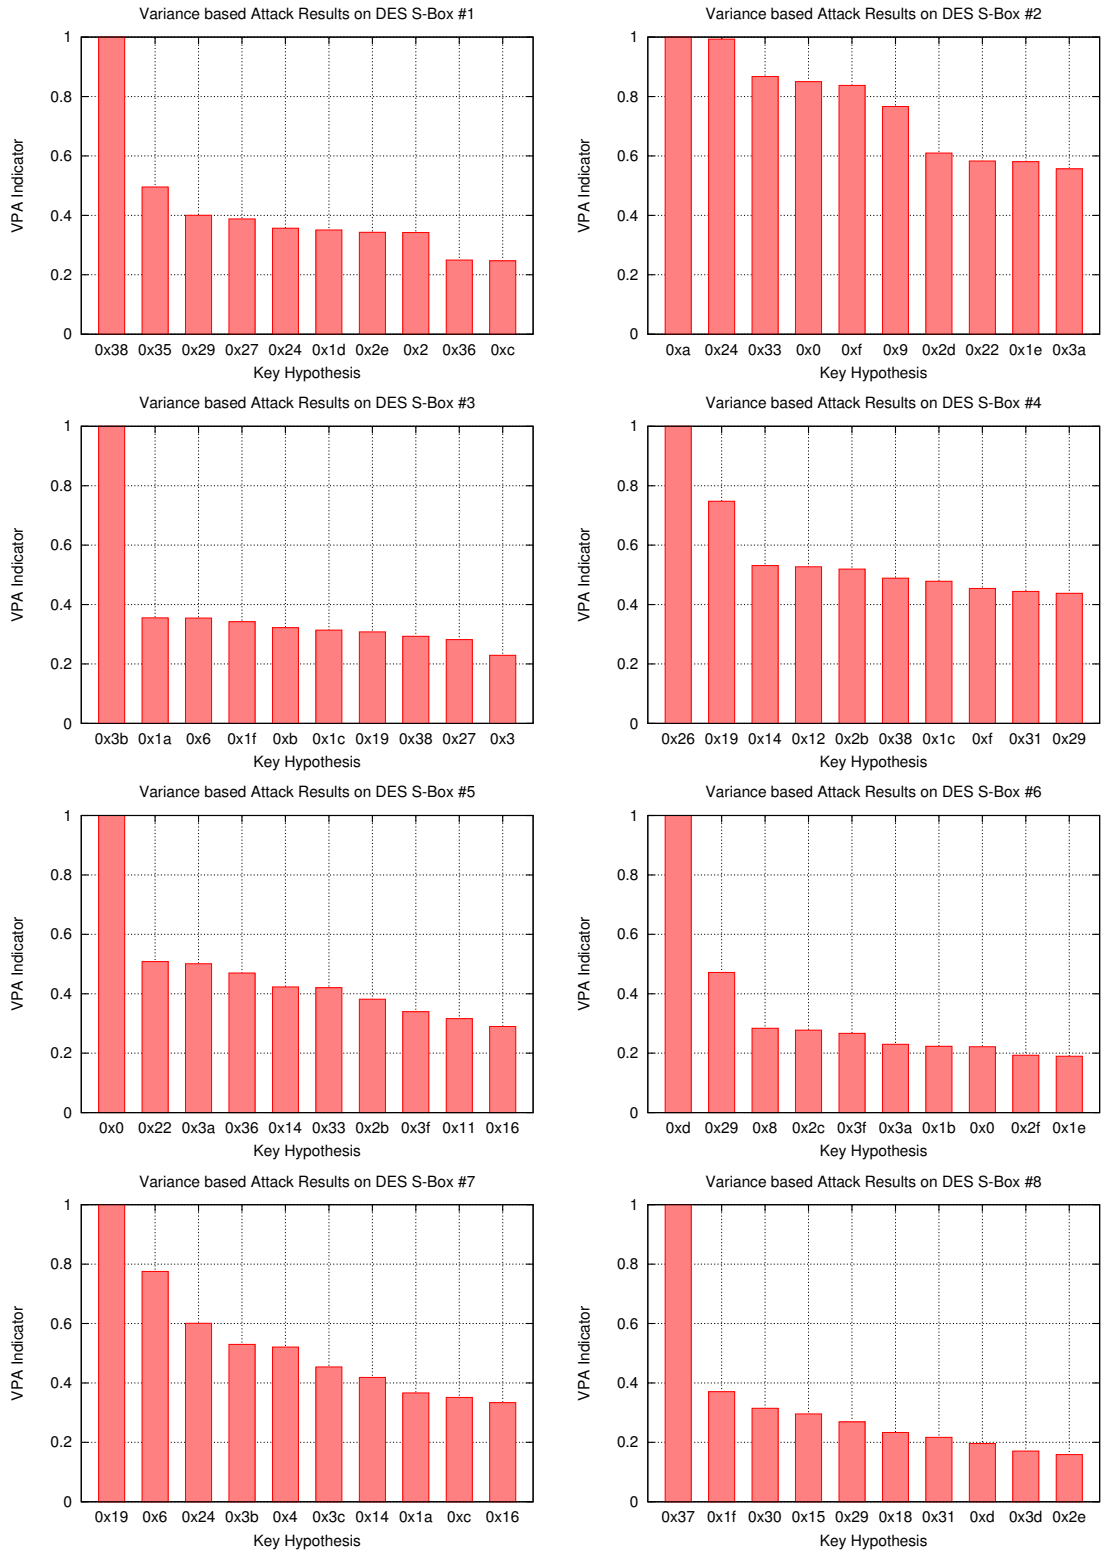 Variance based Attack Results on DES S-Box #1
1
0.8
0.6
0.4
0.2
0
VPA Indicator
0x38 0x35 0x29 0x27 0x24 0x1d 0x2e 0x2 0x36 0xc
Key Hypothesis
Variance based Attack Results on DES S-Box #2
1
0.8
0.6
0.4
0.2
0
VPA Indicator
0xa 0x24 0x33 0x0 0xf 0x9 0x2d 0x22 0x1e 0x3a
Key Hypothesis
Variance based Attack Results on DES S-Box #3
1
0.8
0.6
0.4
0.2
0
VPA Indicator
0x3b 0x1a 0x6 0x1f 0xb 0x1c 0x19 0x38 0x27 0x3
Key Hypothesis
Variance based Attack Results on DES S-Box #4
1
0.8
0.6
0.4
0.2
0
VPA Indicator
0x26 0x19 0x14 0x12 0x2b 0x38 0x1c 0xf 0x31 0x29
Key Hypothesis
Variance based Attack Results on DES S-Box #5
1
0.8
0.6
0.4
0.2
0
VPA Indicator
0x0 0x22 0x3a 0x36 0x14 0x33 0x2b 0x3f 0x11 0x16
Key Hypothesis
Variance based Attack Results on DES S-Box #6
1
0.8
0.6
0.4
0.2
0
VPA Indicator
0xd 0x29 0x8 0x2c 0x3f 0x3a 0x1b 0x0 0x2f 0x1e
Key Hypothesis
Variance based Attack Results on DES S-Box #7
1
0.8
0.6
0.4
0.2
0
VPA Indicator
0x19 0x6 0x24 0x3b 0x4 0x3c 0x14 0x1a 0xc 0x16
Key Hypothesis
Variance based Attack Results on DES S-Box #8
1
0.8
0.6
0.4
0.2
0
VPA Indicator
0x37 0x1f 0x30 0x15 0x29 0x18 0x31 0xd 0x3d 0x2e
Key Hypothesis